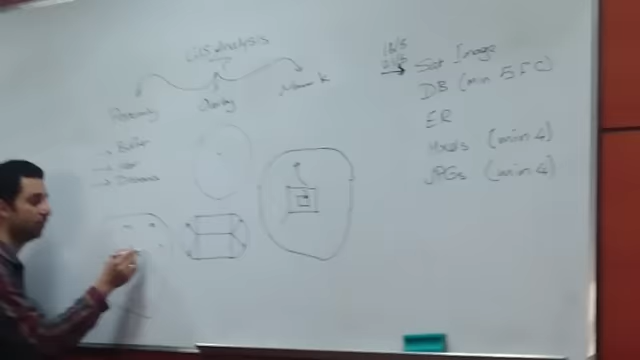 GIS Analysis
Proximity
Overlay
Network
→ Buffer
→ Near
→ Distance
→ Sat Image
DB (min 5 FC)
ER
Mxds (min 4)
JPGs (min 4)